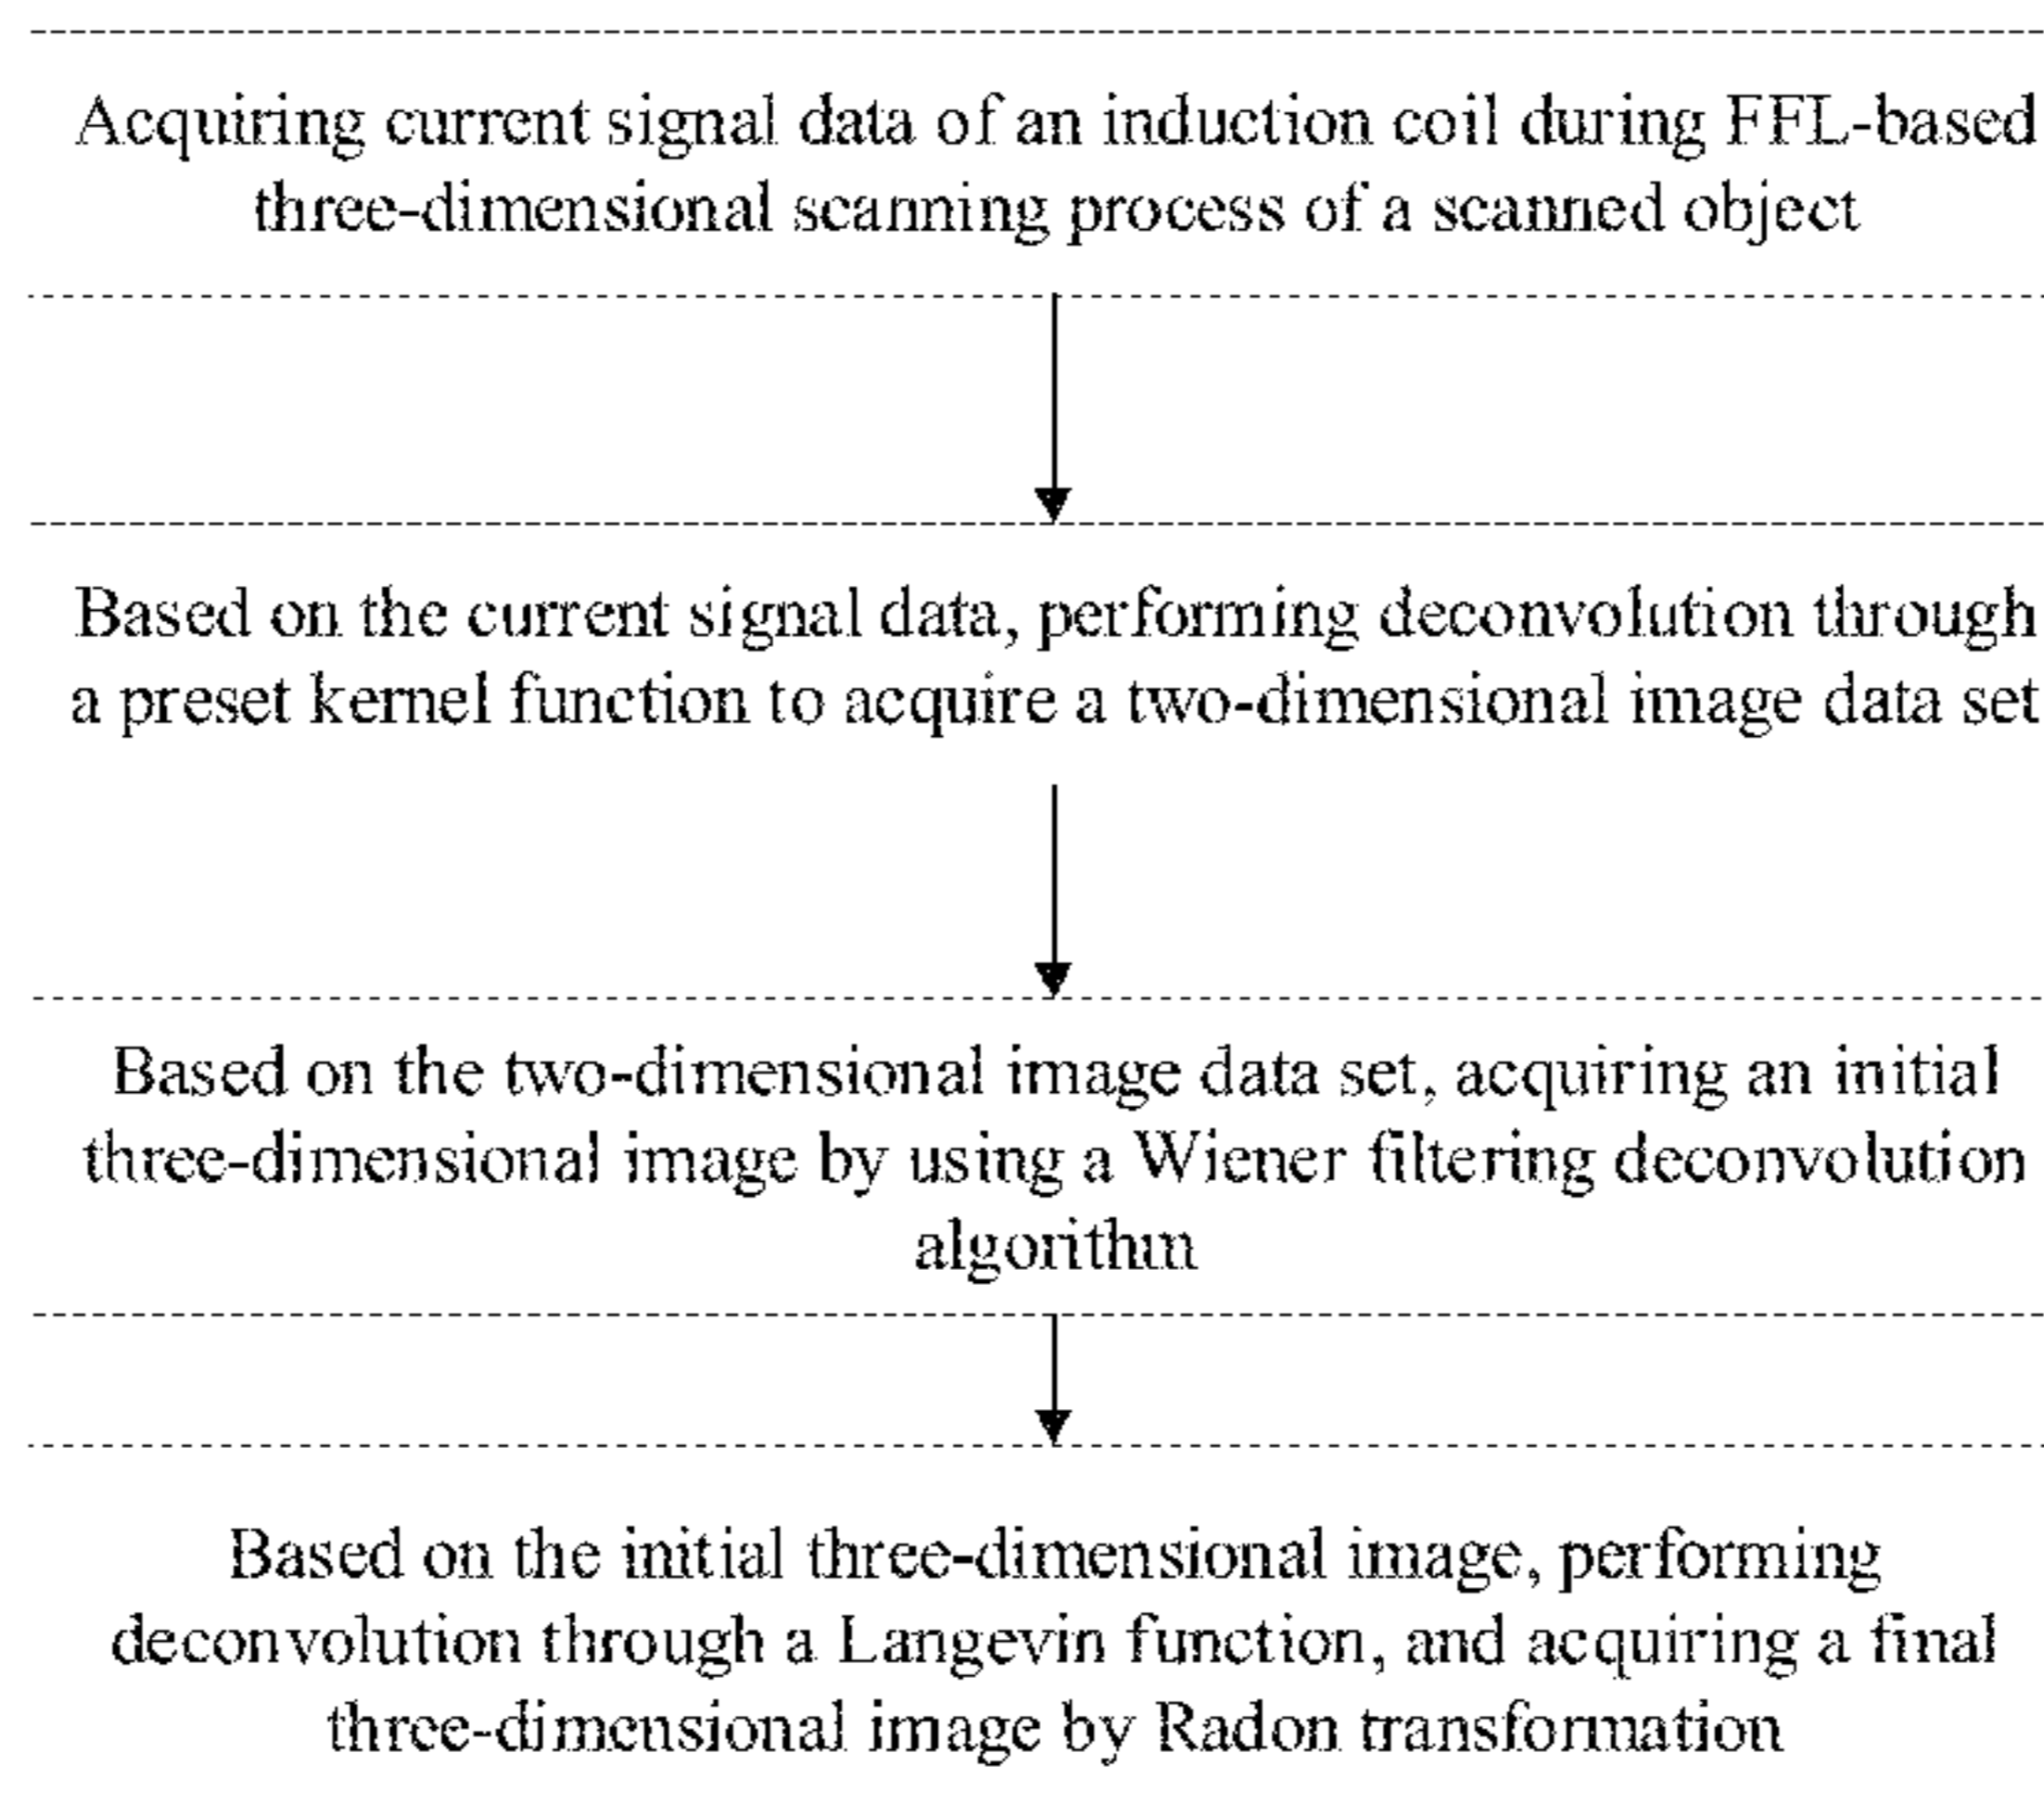 Acquiring current signal data of an induction coil during FFL-based
three-dimensional scanning process of a scanned object
Based on the current signal data, performing deconvolution through
a preset kernel function to acquire a two-dimensional image data set
Based on the two-dimensional image data set, acquiring an initial
three-dimensional image by using a Wiener filtering deconvolution
algorithm
Based on the initial three-dimensional image, performing
deconvolution through a Langevin function, and acquiring a final
three-dimensional image by Radon transformation